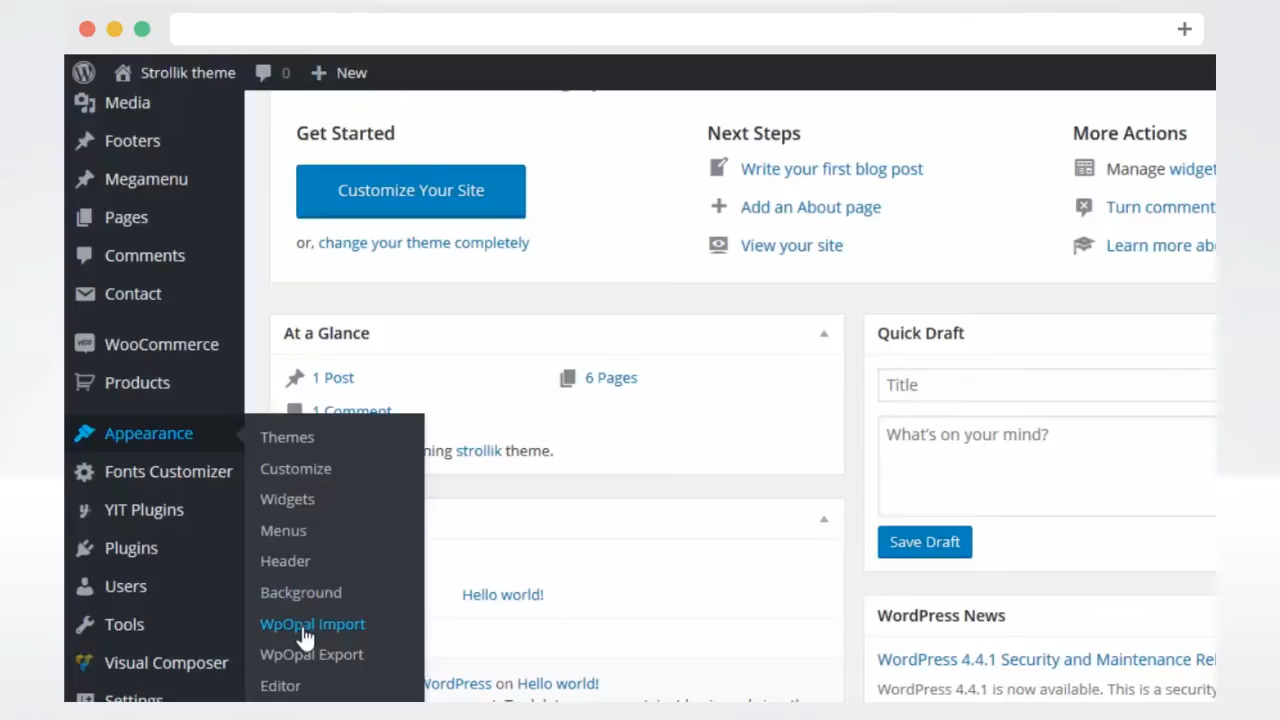 Strollik theme 0 New
Media
Footers
Megamenu
Pages
Comments
Contact
WooCommerce
Products
Appearance
Fonts Customizer
YIT Plugins
Plugins
Users
Tools
Visual Composer
Settings
Themes
Customize
Widgets
Menus
Header
Background
WpOpal Import
WpOpal Export
Editor
Get Started
Customize Your Site
or, change your theme completely
Next Steps
Write your first blog post
Add an About page
View your site
More Actions
Manage widget
Turn comment
Learn more ab
At a Glance
1 Post
6 Pages
1 Comment
ning strollik theme.
Hello world!
WordPress on Hello world!
Quick Draft
Title
What's on your mind?
Save Draft
WordPress News
WordPress 4.4.1 Security and Maintenance Rel
WordPress 4.4.1 is now available. This is a security